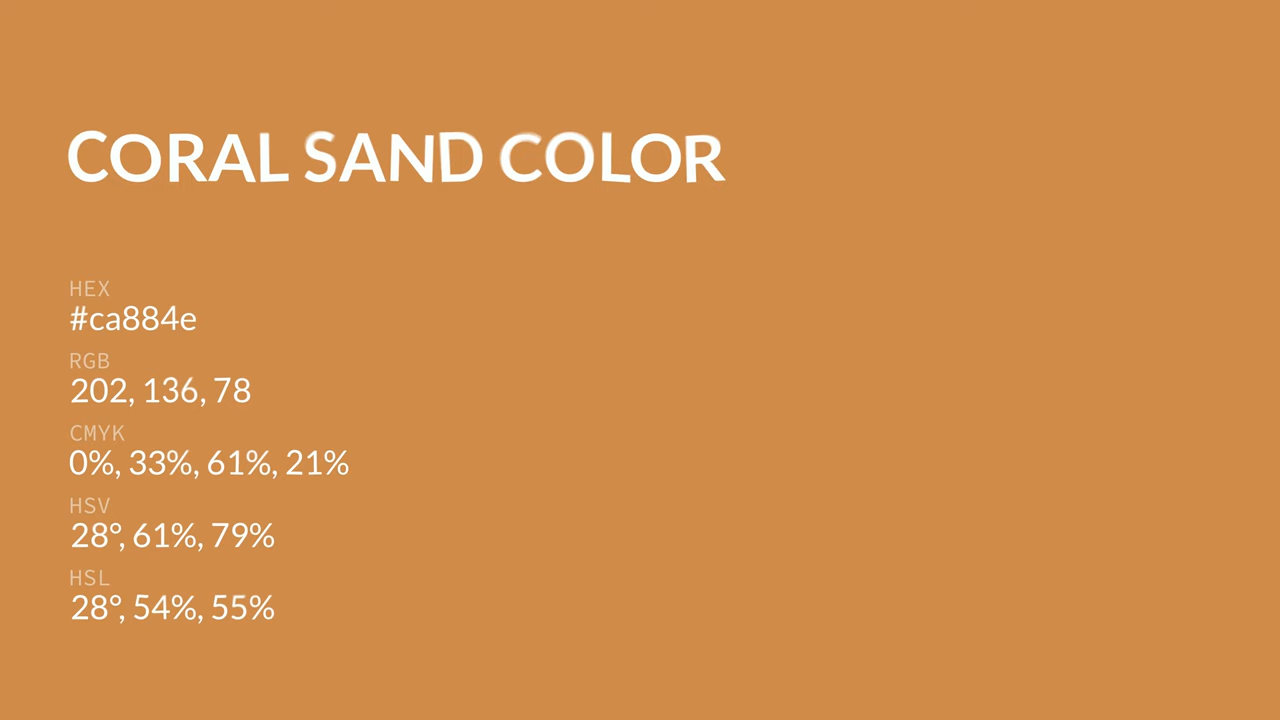 CORAL SAND COLOR
HEX
#ca884e
RGB
202, 136, 78
CMYK
0%, 33%, 61%, 21%
HSV
28°, 61%, 79%
HSL
28°, 54%, 55%